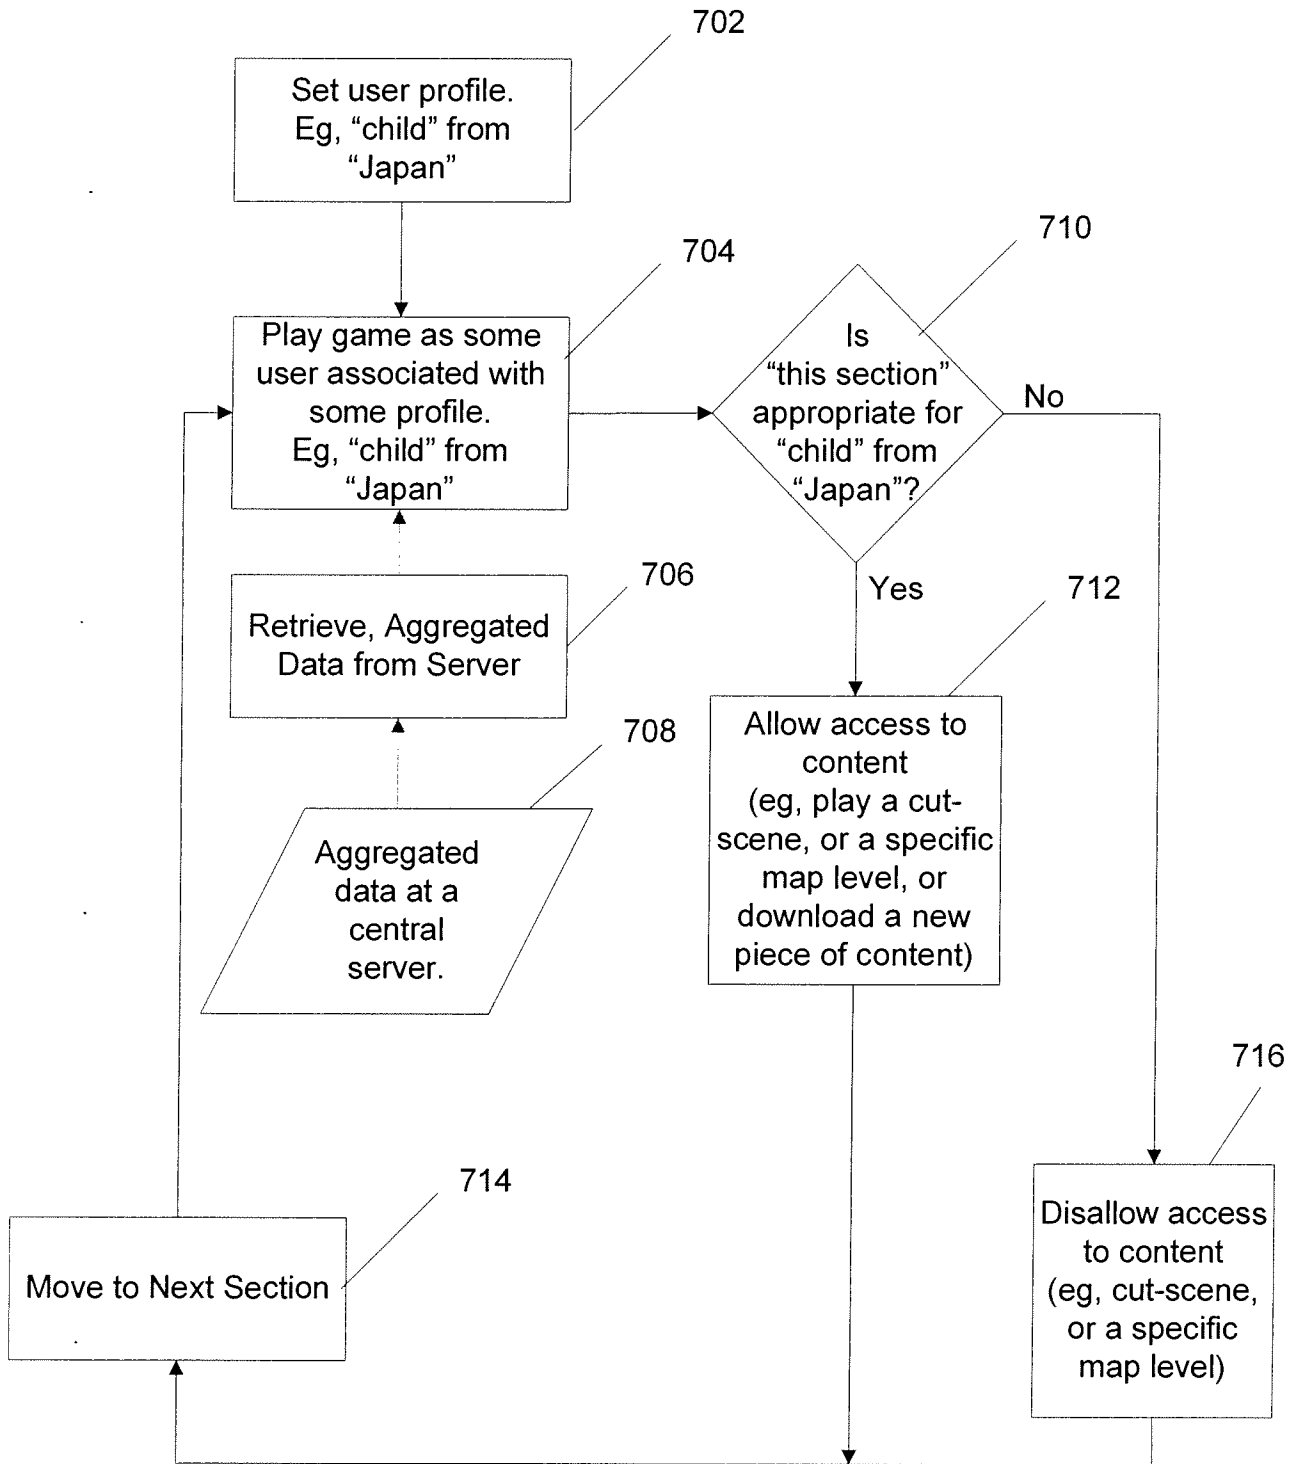 702
Set user profile.
Eg, “child” from
“Japan”
704
Play game as some
user associated with
some profile.
Eg, “child” from
“Japan”
710
Is
“this section”
appropriate for
“child” from
“Japan”?
No
Yes
706
Retrieve, Aggregated
Data from Server
708
Aggregated
data at a
central
server.
712
Allow access to
content
(eg, play a cut-
scene, or a specific
map level, or
download a new
piece of content)
716
Disallow access
to content
(eg, cut-scene,
or a specific
map level)
714
Move to Next Section